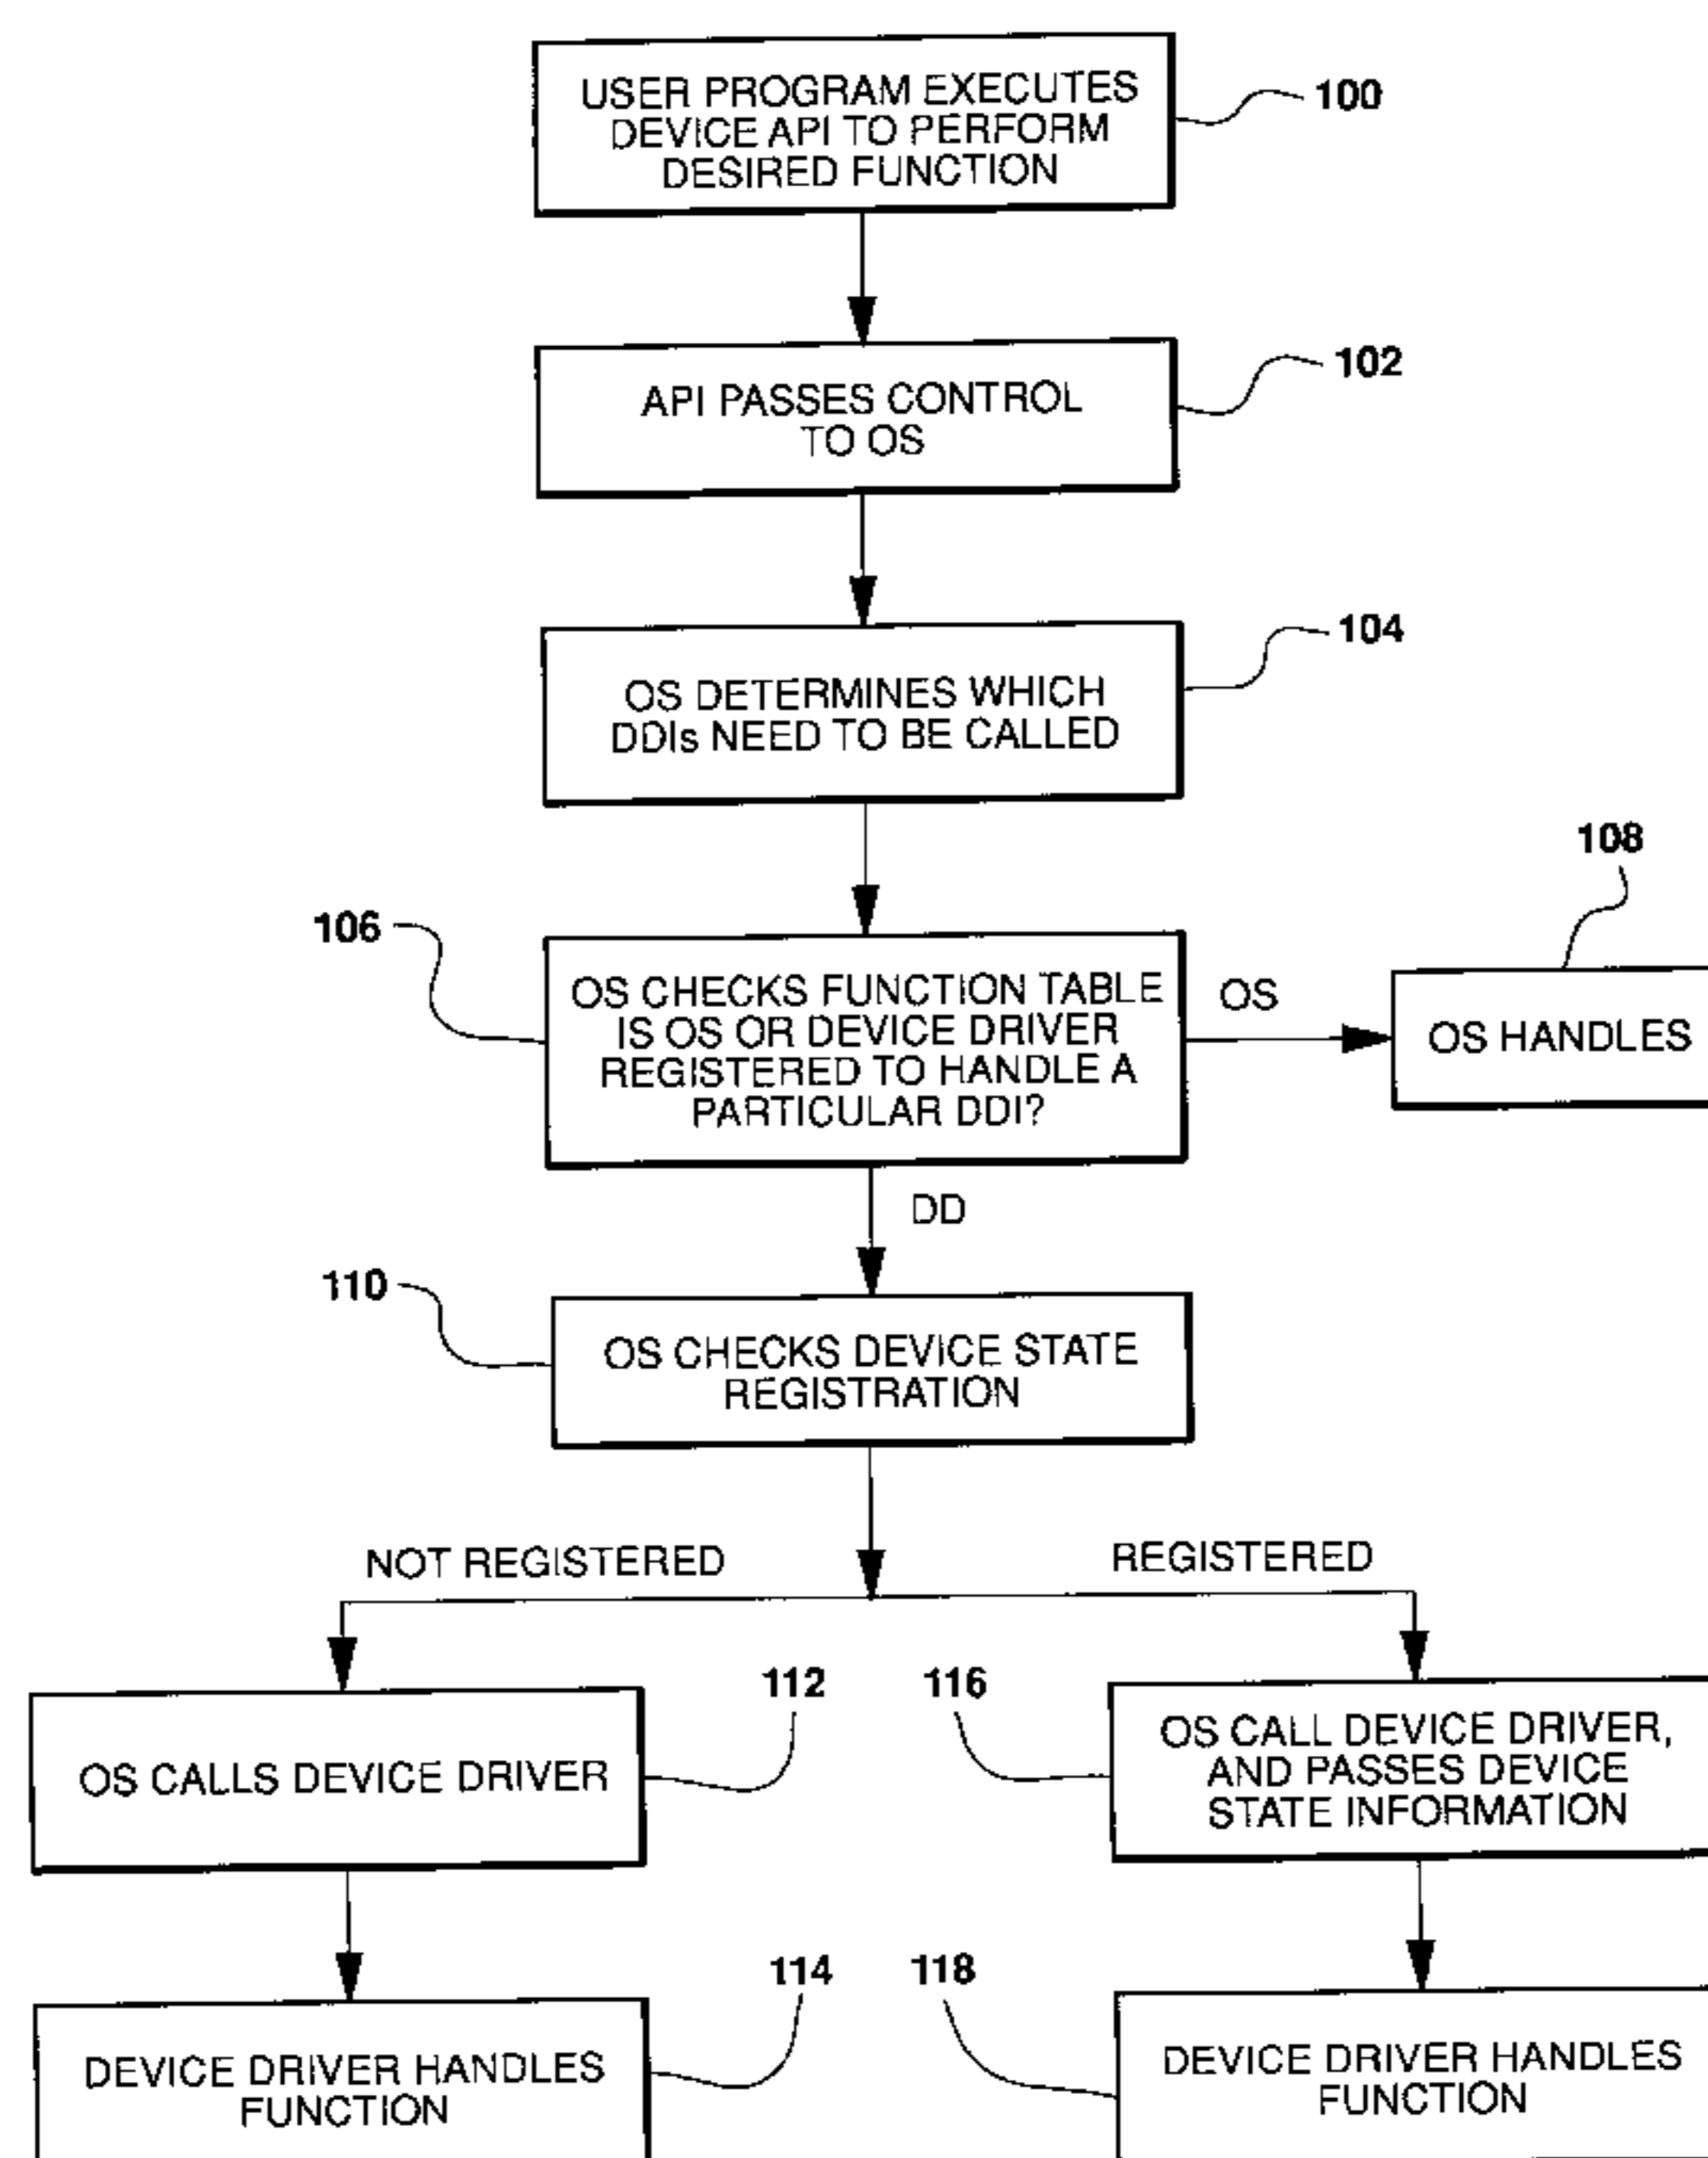 USER PROGRAM EXECUTES
DEVICE API TO PERFORM
DESIRED FUNCTION
100
API PASSES CONTROL
TO OS
102
OS DETERMINES WHICH
DDIs NEED TO BE CALLED
104
106
OS CHECKS FUNCTION TABLE
IS OS OR DEVICE DRIVER
REGISTERED TO HANDLE A
PARTICULAR DDI?
OS
108
OS HANDLES
DD
110
OS CHECKS DEVICE STATE
REGISTRATION
NOT REGISTERED
REGISTERED
OS CALLS DEVICE DRIVER
112
116
OS CALL DEVICE DRIVER,
AND PASSES DEVICE
STATE INFORMATION
DEVICE DRIVER HANDLES
FUNCTION
114
118
DEVICE DRIVER HANDLES
FUNCTION